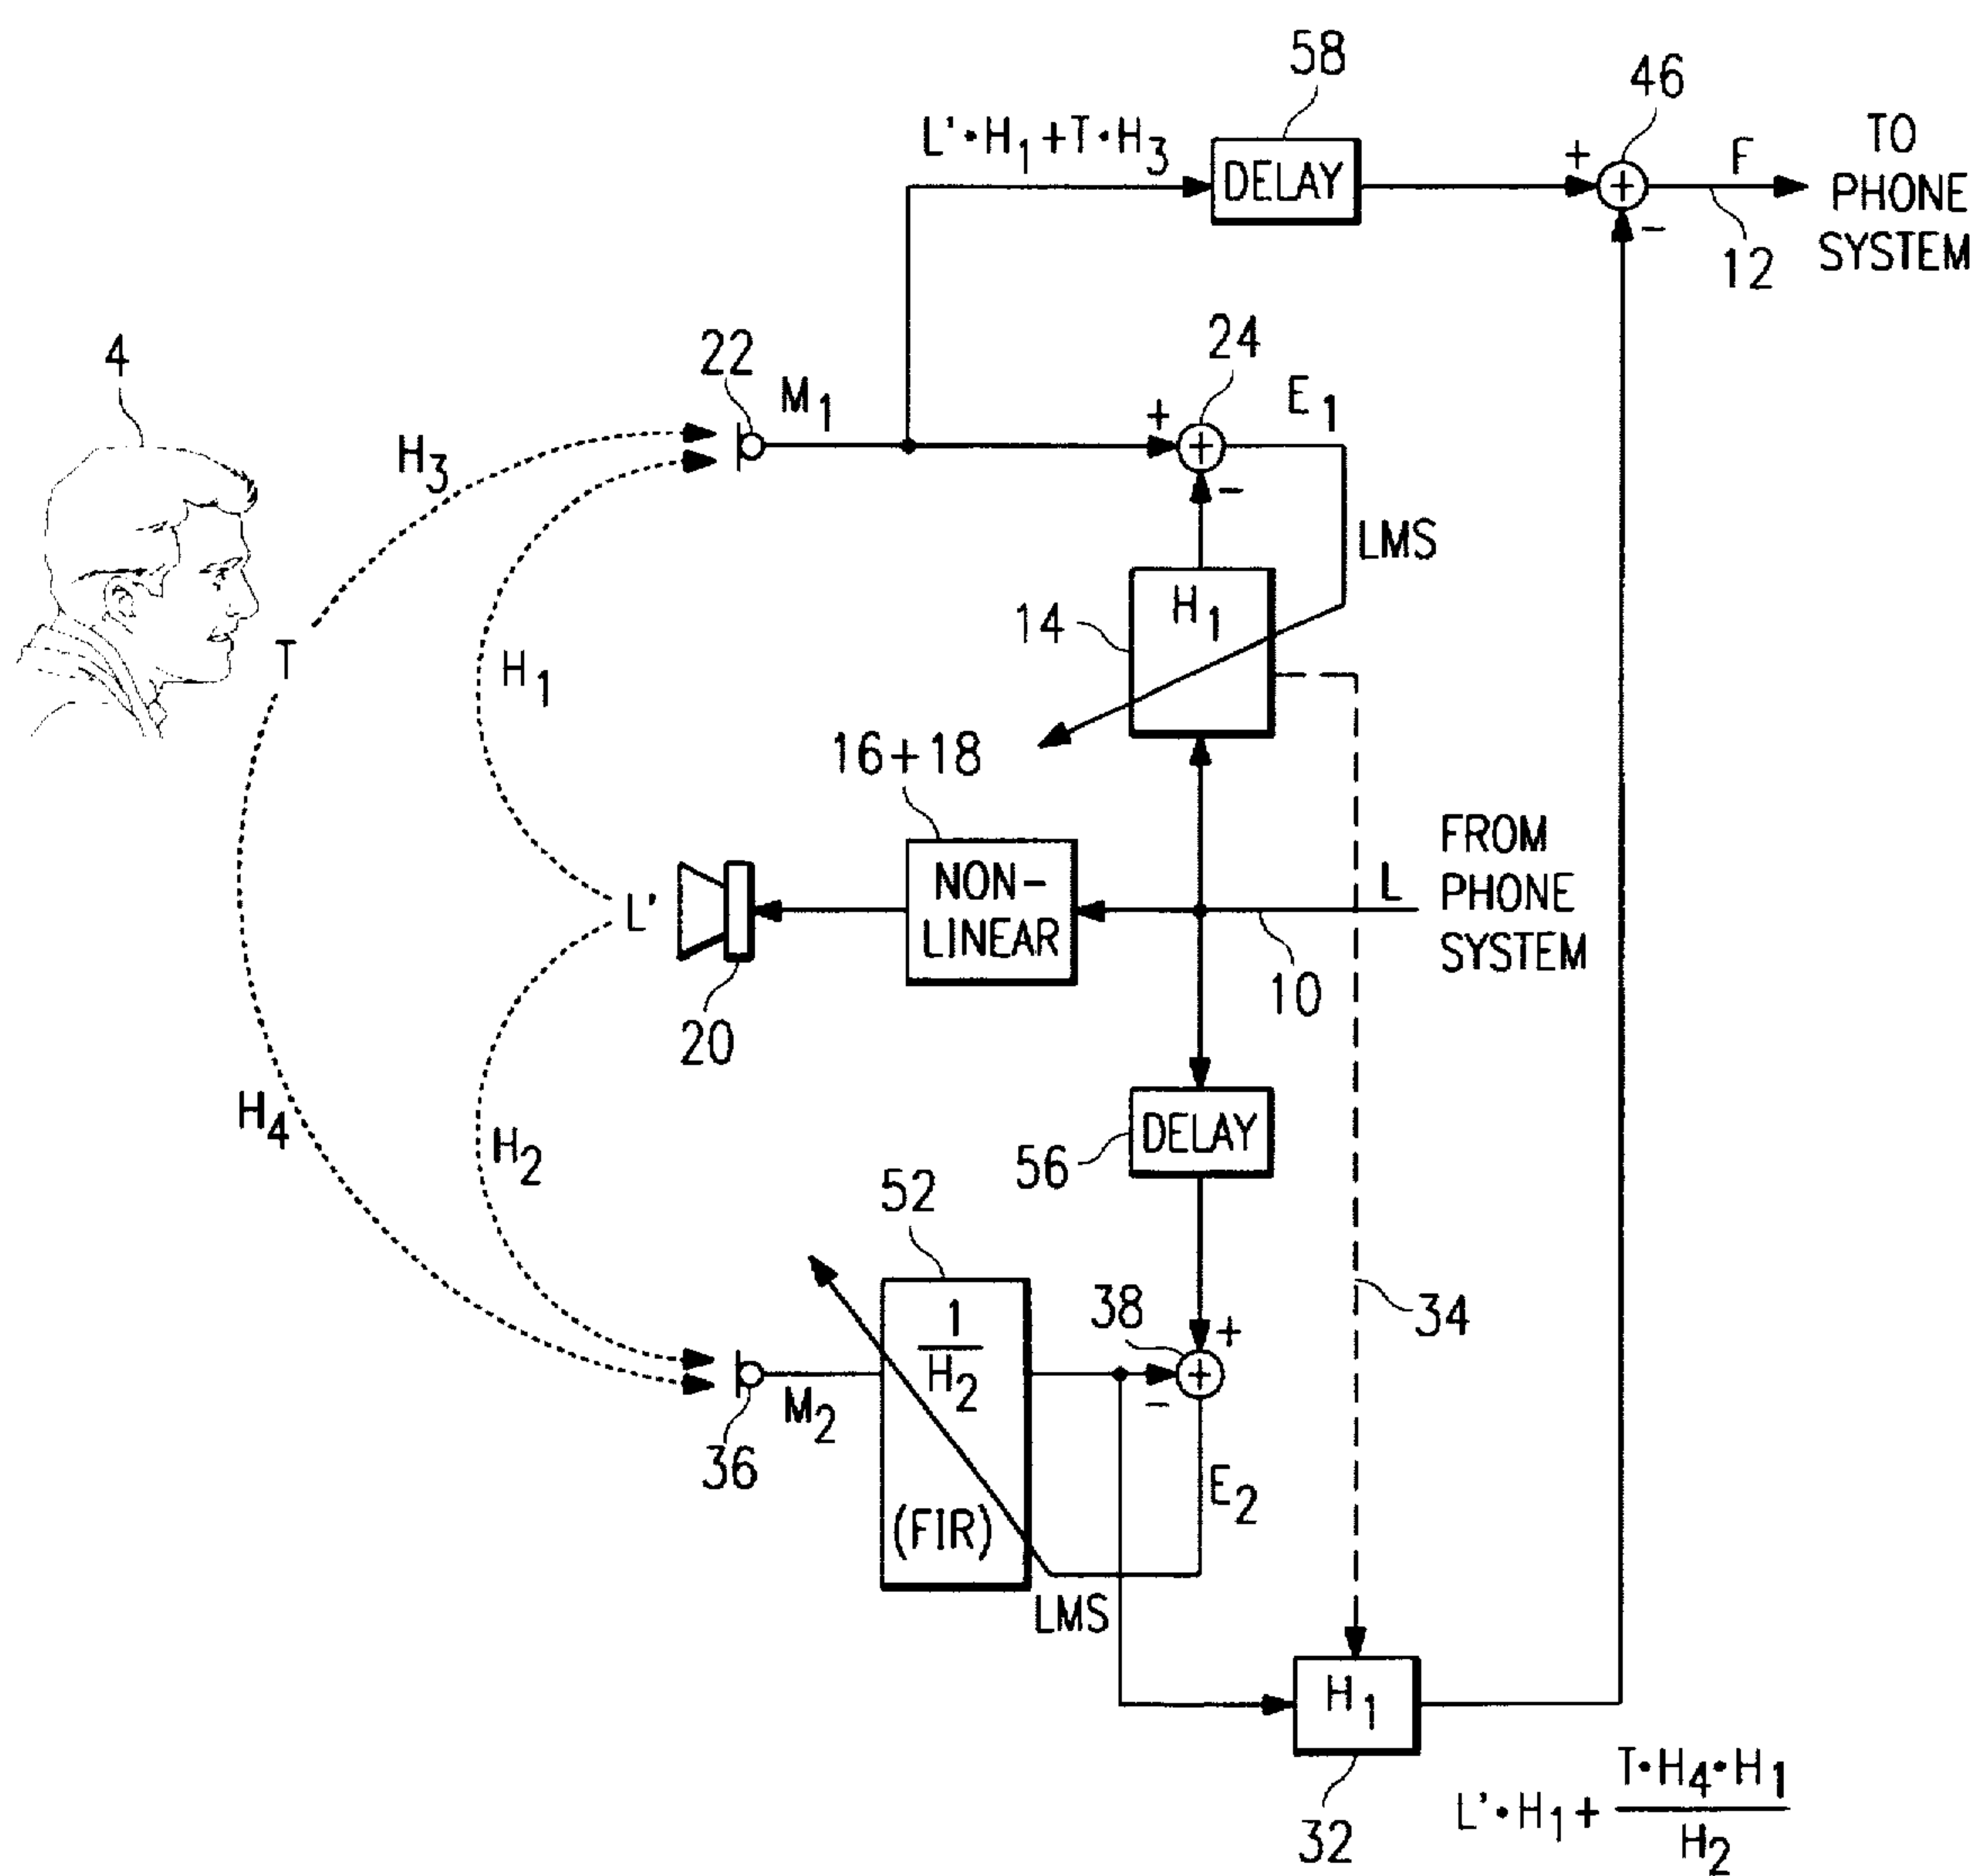 58
46
L'·H1+T·H3
DELAY
+
+
F
TO
PHONE
SYSTEM
-
12
4
22
M1
24
E1
+
+
-
H3
LMS
H1
14
T
H1
16+18
NON-
LINEAR
L'
L
FROM
PHONE
SYSTEM
10
20
DELAY
56
H4
H2
52
1
H2
(FIR)
38
+
+
-
34
M2
36
E2
LMS
H1
32
L'·H1+ T·H4·H1
H2